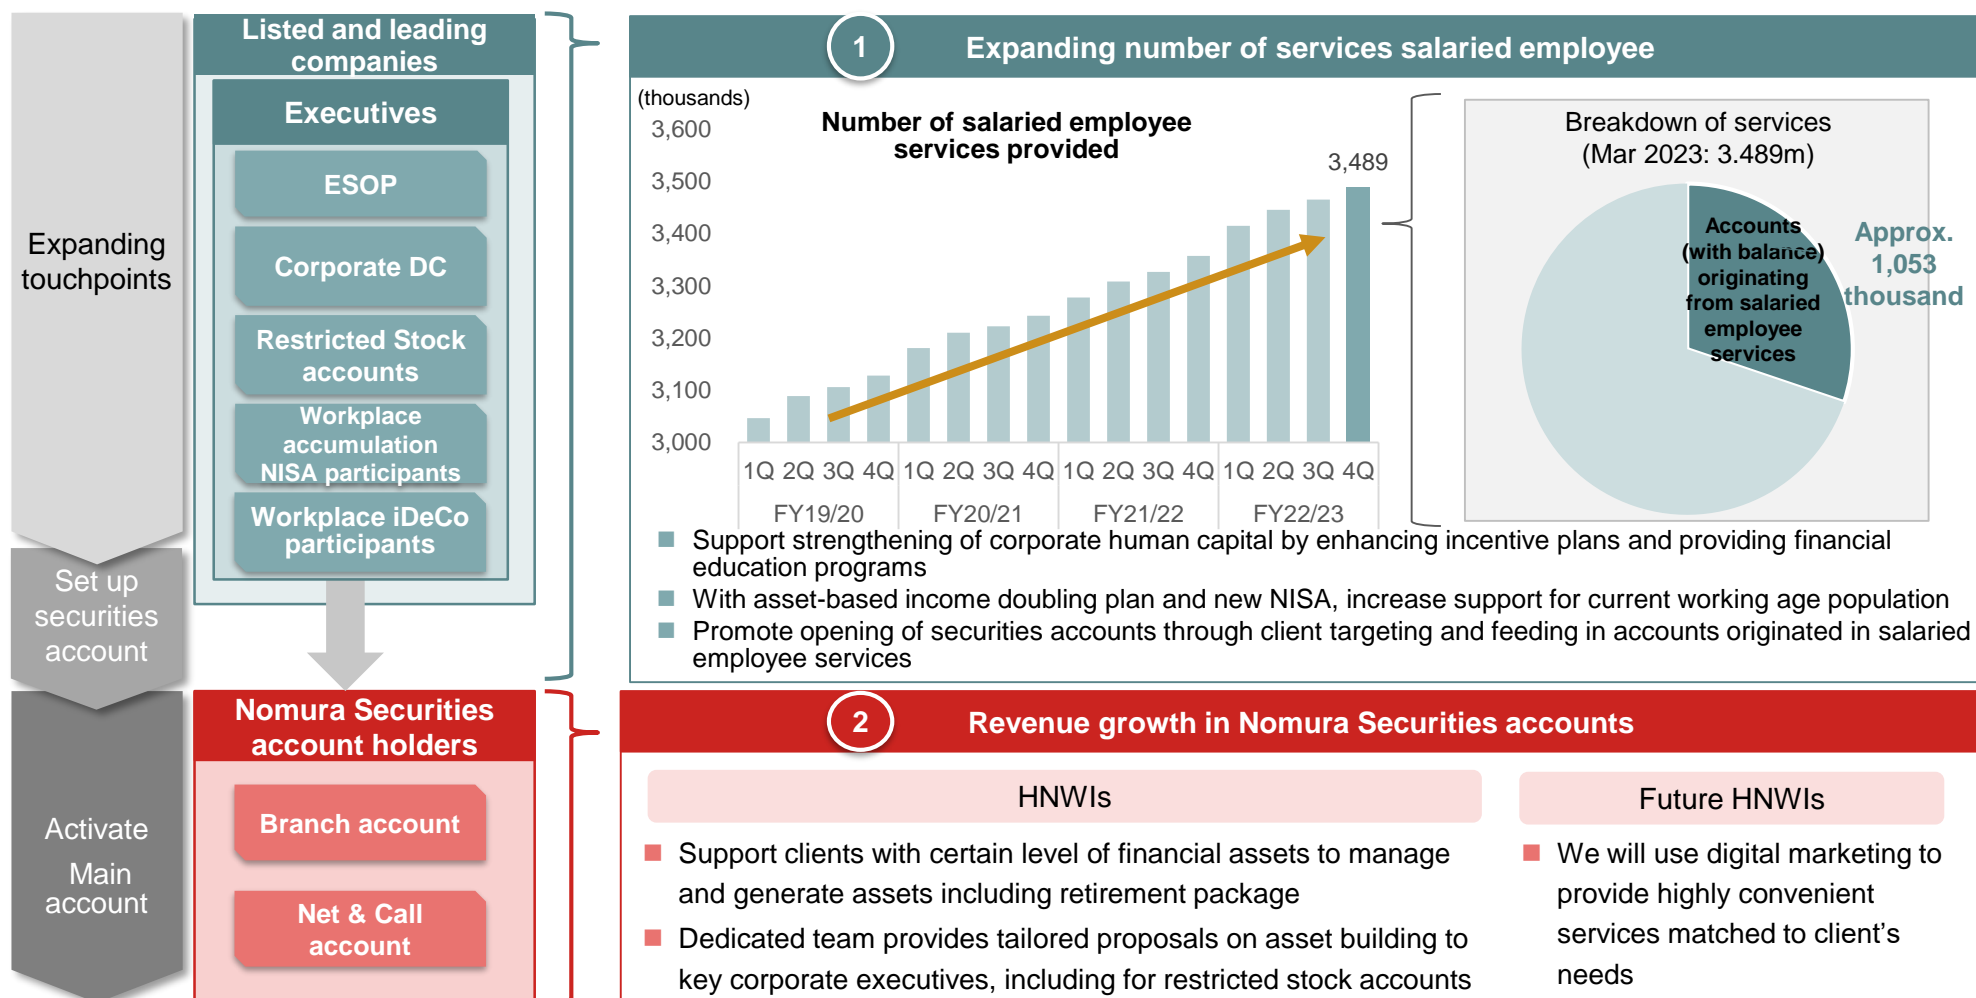 Expanding
touchpoints
Set up
securities
account
Activate
Main
account
Listed and leading
companies
Executives
ESOP
Corporate DC
Restricted Stock
accounts
Workplace
accumulation
NISA participants
Workplace iDeCo
participants
Nomura Securities
account holders
Branch account
Net & Call
account
1 Expanding number of services salaried employee
(thousands)
Number of salaried employee
services provided
3,600
3,500
3,400
3,300
3,200
3,100
3,000
3,489
1Q 2Q 3Q 4Q 1Q 2Q 3Q 4Q 1Q 2Q 3Q 4Q 1Q 2Q 3Q 4Q
FY19/20 FY20/21 FY21/22 FY22/23
Breakdown of services
(Mar 2023: 3.489m)
Accounts
(with balance)
originating
from salaried
employee
services
Approx.
1,053
thousand
Support strengthening of corporate human capital by enhancing incentive plans and providing financial
education programs
With asset-based income doubling plan and new NISA, increase support for current working age population
Promote opening of securities accounts through client targeting and feeding in accounts originated in salaried
employee services
2 Revenue growth in Nomura Securities accounts
HNWIs
Support clients with certain level of financial assets to manage
and generate assets including retirement package
Dedicated team provides tailored proposals on asset building to
key corporate executives, including for restricted stock accounts
Future HNWIs
We will use digital marketing to
provide highly convenient
services matched to client's
needs